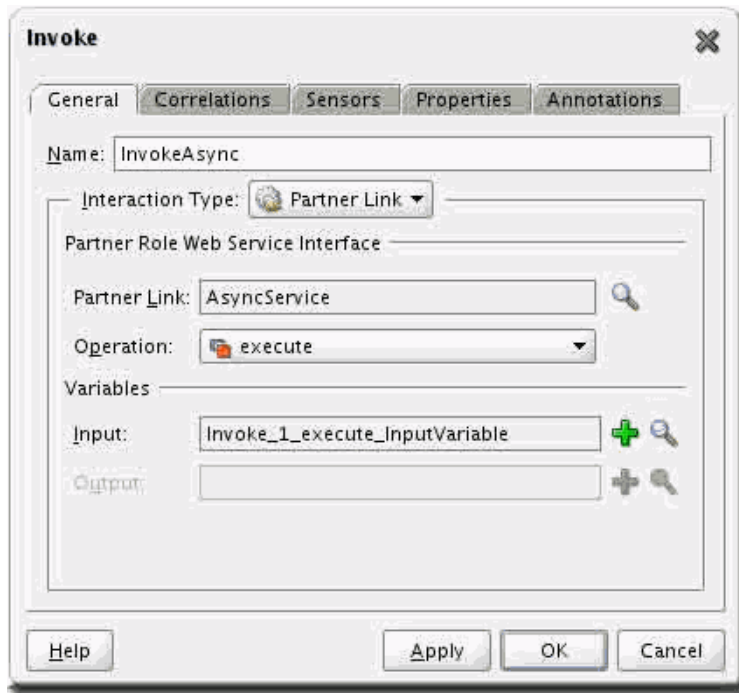 Invoke
General Correlations Sensors Properties Annotations
Name: InvokeAsync
Interaction Type: Partner Link
Partner Role Web Service Interface
Partner Link: AsyncService
Operation: execute
Variables
Input: Invoke_1_execute_InputVariable
Output:
Help Apply OK Cancel